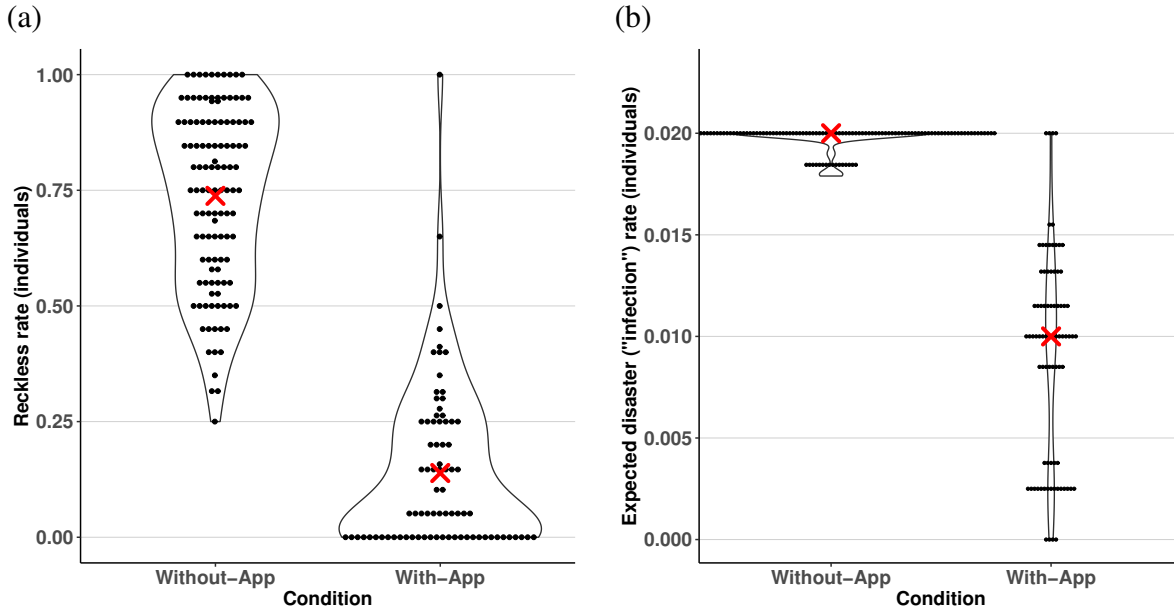 (a)
Reckless rate (individuals)
1.00
0.75
0.50
0.25
0.00
Without−App
With−App
Condition
(b)
Expected disaster ("infection") rate (individuals)
0.020
0.015
0.010
0.005
0.000
Without−App
With−App
Condition